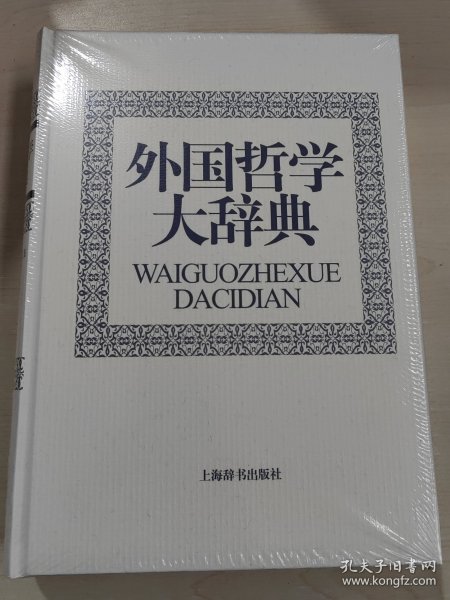 外国哲学
大辞典
WAIGUOZHEXUE
DACIDIAN
上海辞书出版社
孔夫子旧书网
www.kongfz.com